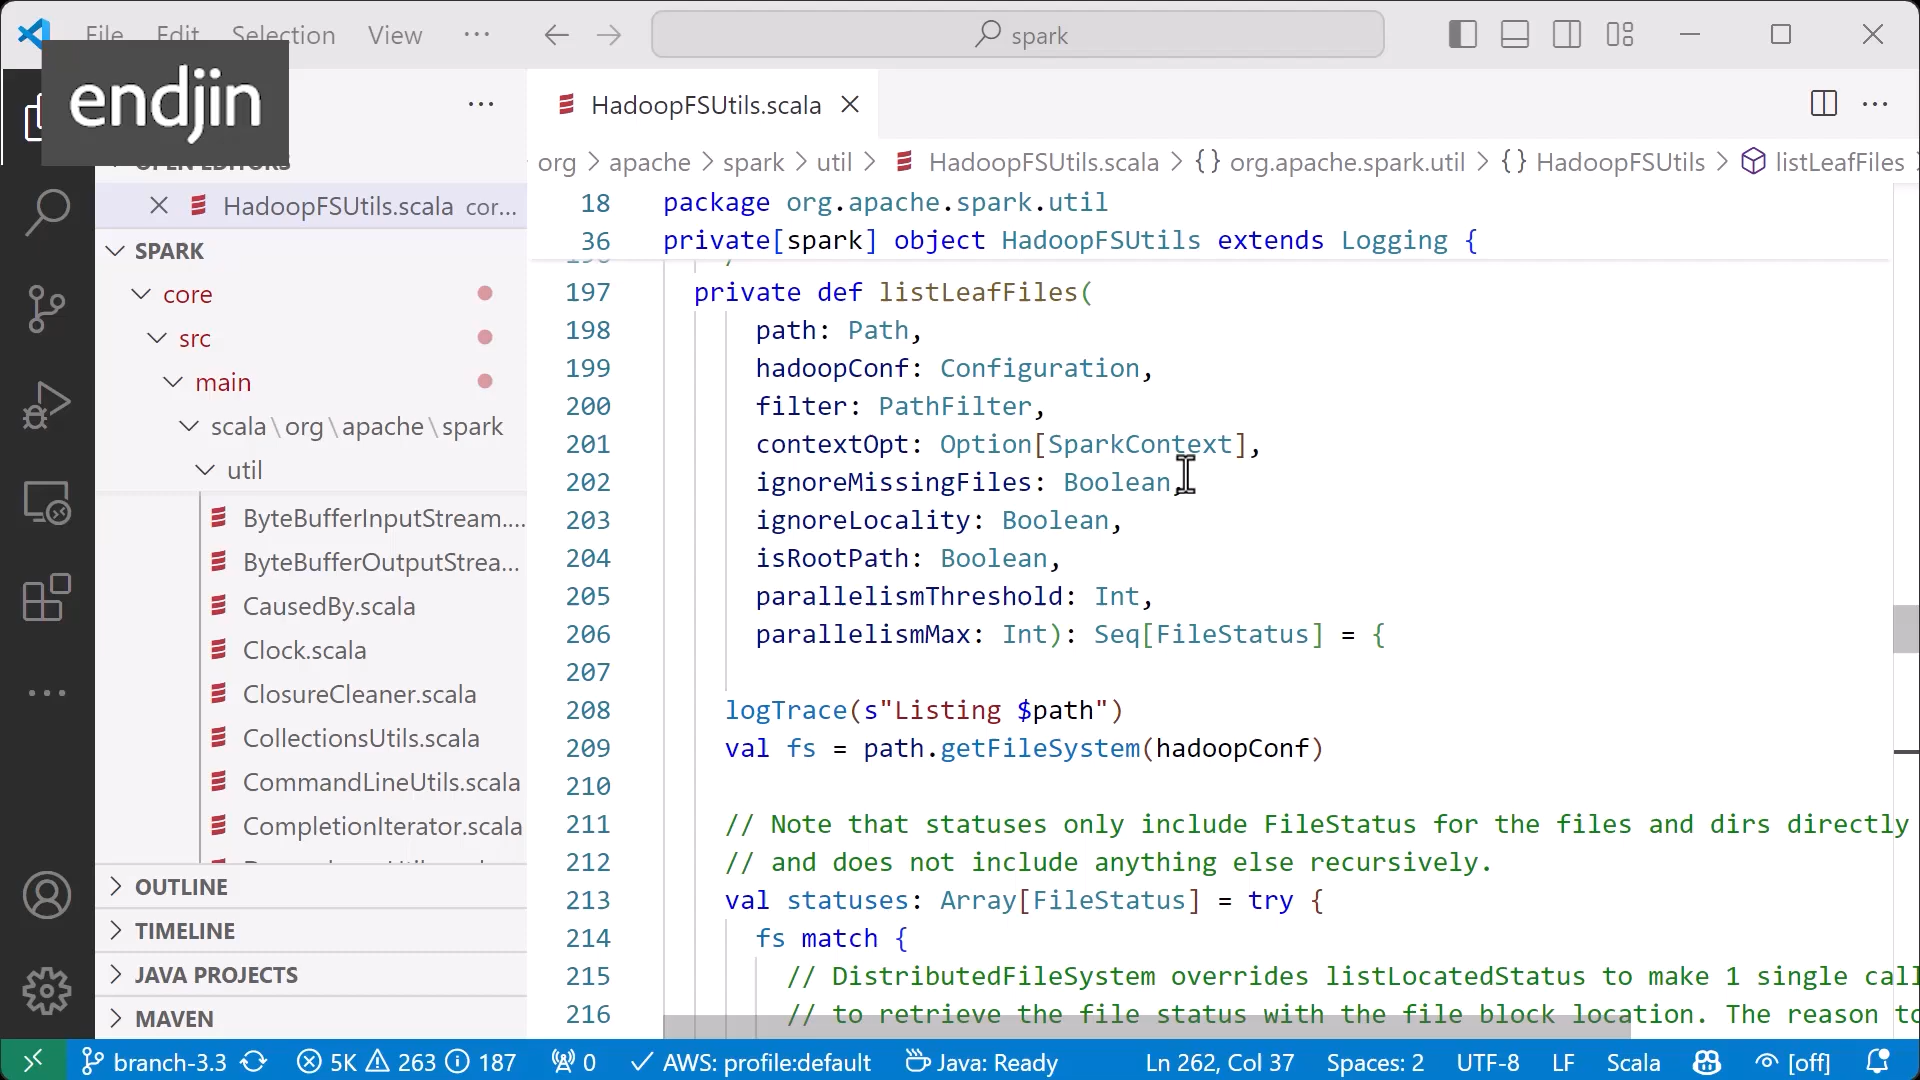 File Edit Selection View ···
spark
endjin
HadoopFSUtils.scala
OPEN EDITORS
org > apache > spark > util > HadoopFSUtils.scala > {} org.apache.spark.util > {} HadoopFSUtils > listLeafFiles
HadoopFSUtils.scala cor...
SPARK
core
src
main
scala\org\apache\spark
util
ByteBufferInputStream....
ByteBufferOutputStrea...
CausedBy.scala
Clock.scala
ClosureCleaner.scala
CollectionsUtils.scala
CommandLineUtils.scala
CompletionIterator.scala
OUTLINE
TIMELINE
JAVA PROJECTS
MAVEN
18 package org.apache.spark.util
36 private[spark] object HadoopFSUtils extends Logging {
197 private def listLeafFiles(
198 path: Path,
199 hadoopConf: Configuration,
200 filter: PathFilter,
201 contextOpt: Option[SparkContext],
202 ignoreMissingFiles: Boolean,
203 ignoreLocality: Boolean,
204 isRootPath: Boolean,
205 parallelismThreshold: Int,
206 parallelismMax: Int): Seq[FileStatus] = {
207
208 logTrace(s"Listing $path")
209 val fs = path.getFileSystem(hadoopConf)
210
211 // Note that statuses only include FileStatus for the files and dirs directly
212 // and does not include anything else recursively.
213 val statuses: Array[FileStatus] = try {
214 fs match {
215 // DistributedFileSystem overrides listLocatedStatus to make 1 single call
216 // to retrieve the file status with the file block location. The reason to
branch-3.3 5K 263 187 0 AWS: profile:default Java: Ready Ln 262, Col 37 Spaces: 2 UTF-8 LF Scala [off]